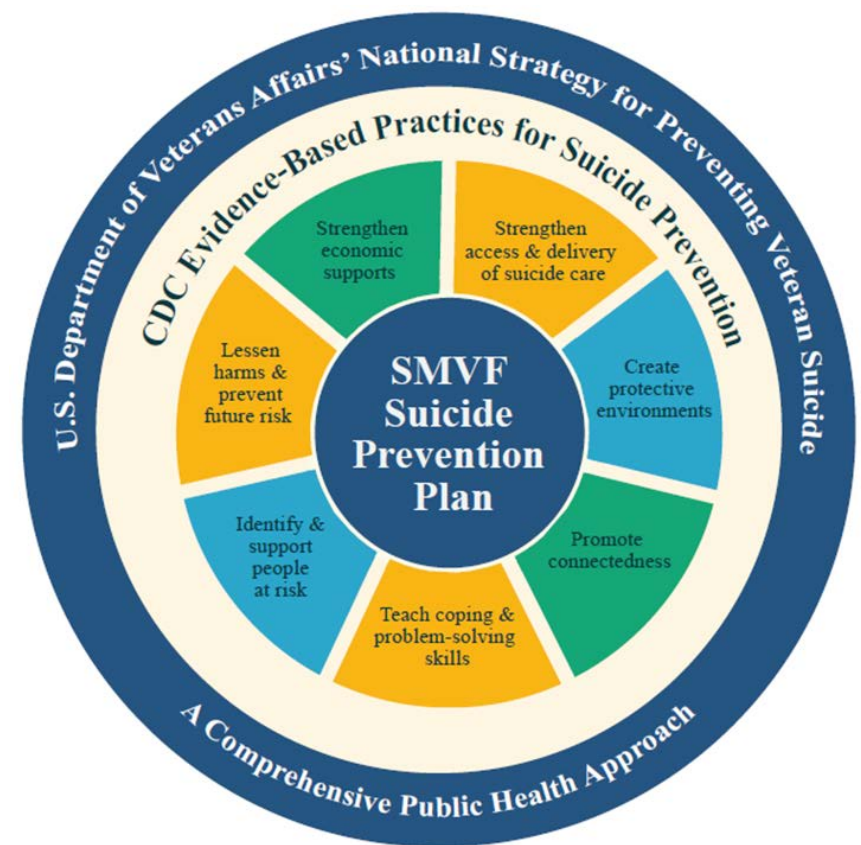 U.S. Department of Veterans Affairs’ National Strategy for Preventing Veteran Suicide
CDC Evidence-Based Practices for Suicide Prevention
Strengthen
economic
supports
Strengthen
access & delivery
of suicide care
Create
protective
environments
Promote
connectedness
Teach coping &
problem-solving
skills
Identify &
support
people
at risk
Lessen
harms &
prevent
future risk
SMVF
Suicide
Prevention
Plan
A Comprehensive Public Health Approach